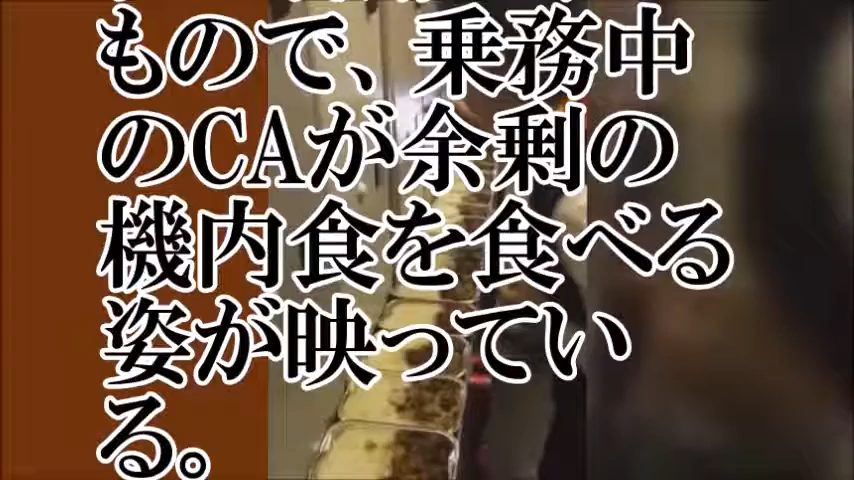 もので、乗務中
のCAが余剰の
機内食を食べる
姿が映ってい
る。